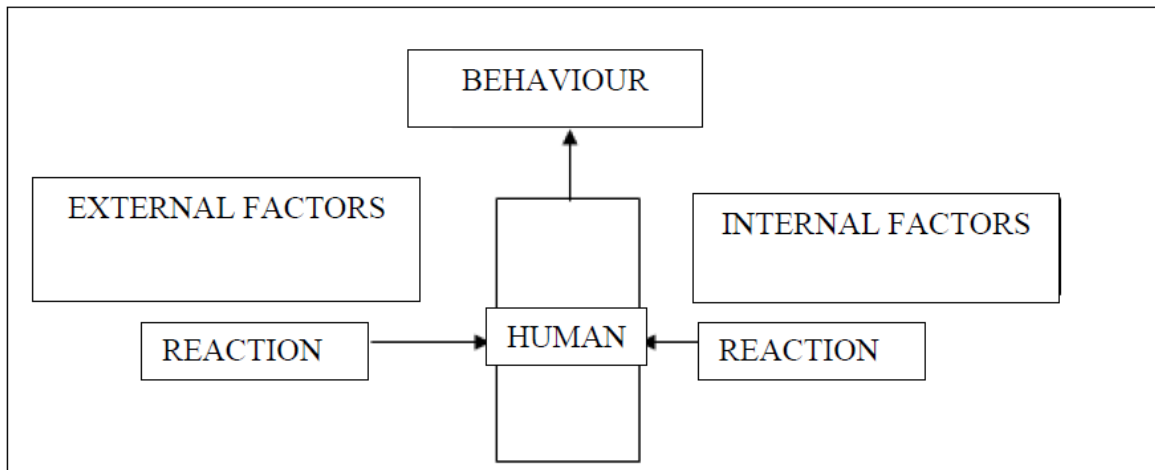 BEHAVIOUR
EXTERNAL FACTORS
INTERNAL FACTORS
REACTION
HUMAN
REACTION